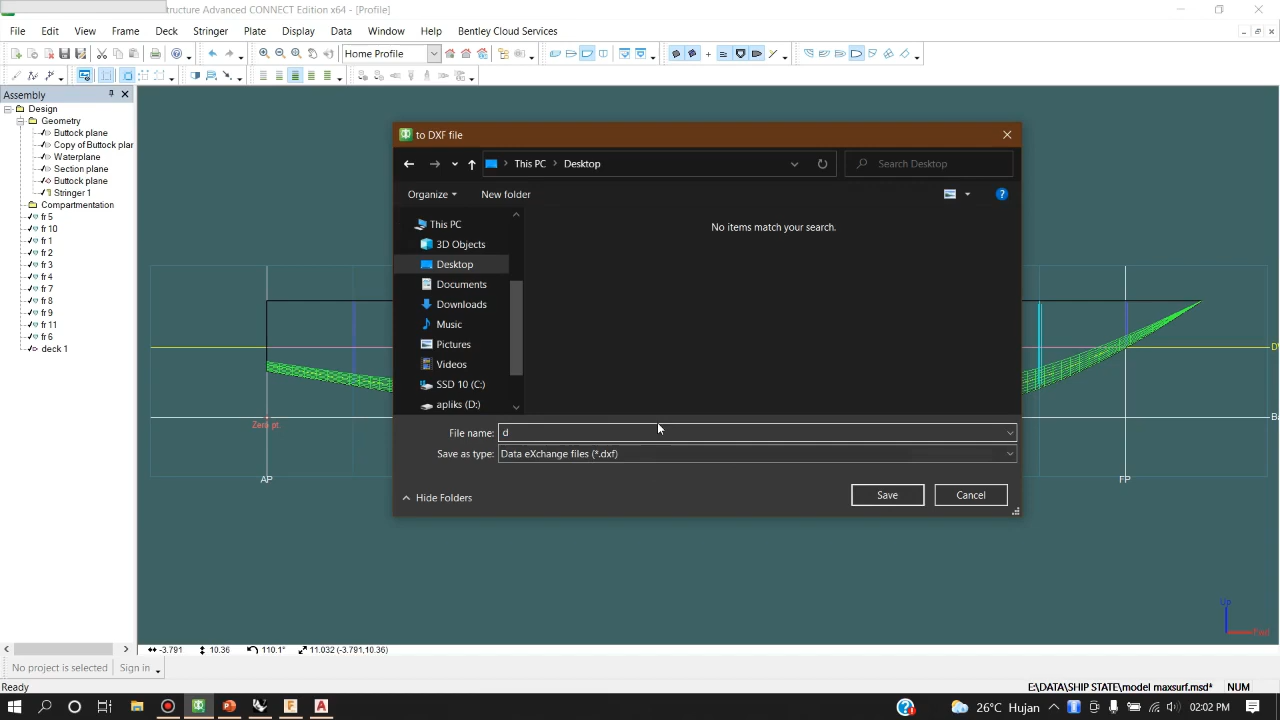 structure Advanced CONNECT Edition x64 - [Profile]
File Edit View Frame Deck Stringer Plate Display Data Window Help Bentley Cloud Services
Home Profile
Assembly
Design
Geometry
Buttock plane
Copy of Buttock plar
Waterplane
Section plane
Buttock plane
Stringer 1
Compartmentation
fr 5
fr 10
fr 1
fr 2
fr 3
fr 4
fr 7
fr 8
fr 9
fr 11
fr 6
deck 1
to DXF file
This PC > Desktop
Search Desktop
Organize
New folder
This PC
3D Objects
Desktop
Documents
Downloads
Music
Pictures
Videos
SSD 10 (C:)
apliks (D:)
No items match your search.
File name: d
Save as type: Data eXchange files (*.dxf)
Hide Folders
Save
Cancel
Zero pt.
AP
FP
Up
Fwd
-3.791 10.36 110.1° 11.032 (-3.791,10.36)
No project is selected Sign in
Ready
E:\DATA\SHIP STATE\model maxsurf.msd* NUM
26°C Hujan
02:02 PM